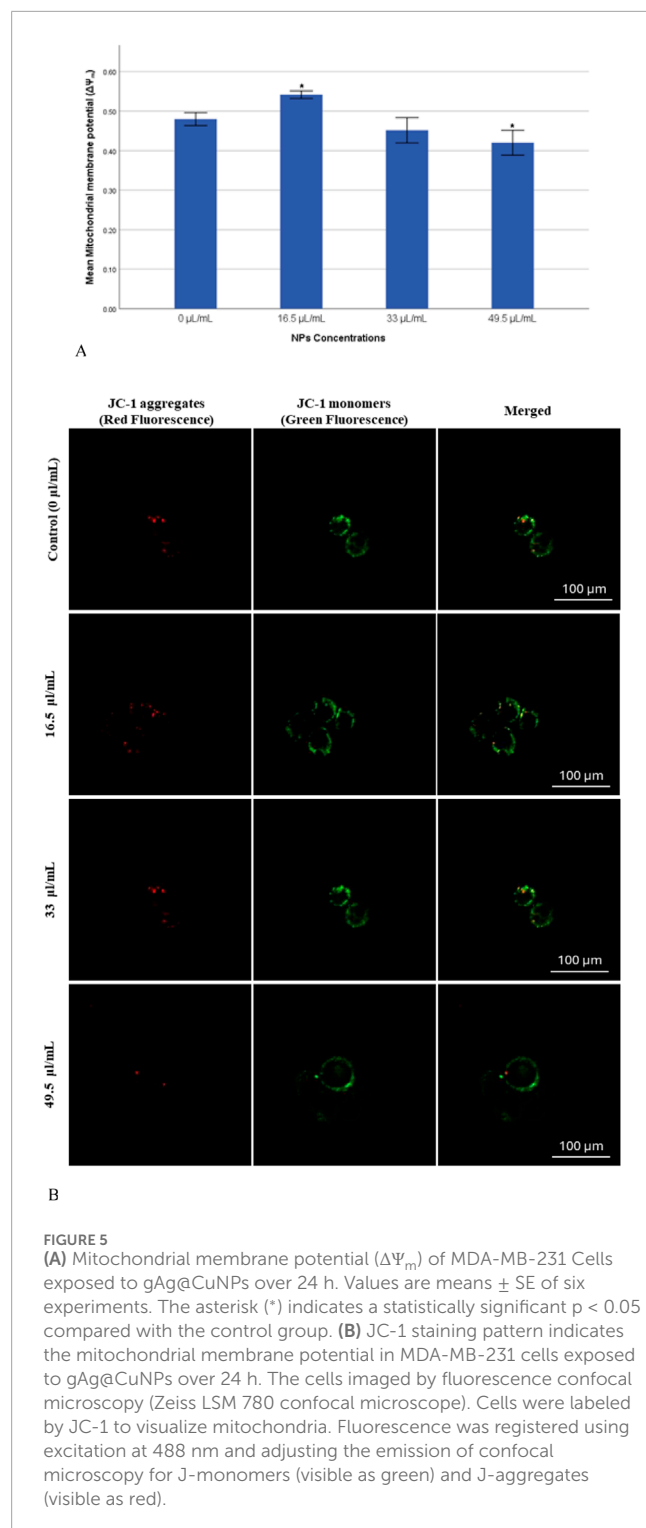 Mean Mitochondrial membrane potential (ΔΨm)
0.60
0.50
0.40
0.30
0.20
0.10
0.00
*
*
0 µL/mL
16.5 µL/mL
33 µL/mL
49.5 µL/mL
NPs Concentrations
A
JC-1 aggregates
(Red Fluorescence)
JC-1 monomers
(Green Fluorescence)
Merged
Control (0 µl/mL)
100 µm
16.5 µl/mL
100 µm
33 µl/mL
100 µm
49.5 µl/mL
100 µm
B
FIGURE 5
(A) Mitochondrial membrane potential (ΔΨm) of MDA-MB-231 Cells
exposed to gAg@CuNPs over 24 h. Values are means ± SE of six
experiments. The asterisk (*) indicates a statistically significant p < 0.05
compared with the control group. (B) JC-1 staining pattern indicates
the mitochondrial membrane potential in MDA-MB-231 cells exposed
to gAg@CuNPs over 24 h. The cells imaged by fluorescence confocal
microscopy (Zeiss LSM 780 confocal microscope). Cells were labeled
by JC-1 to visualize mitochondria. Fluorescence was registered using
excitation at 488 nm and adjusting the emission of confocal
microscopy for J-monomers (visible as green) and J-aggregates
(visible as red).